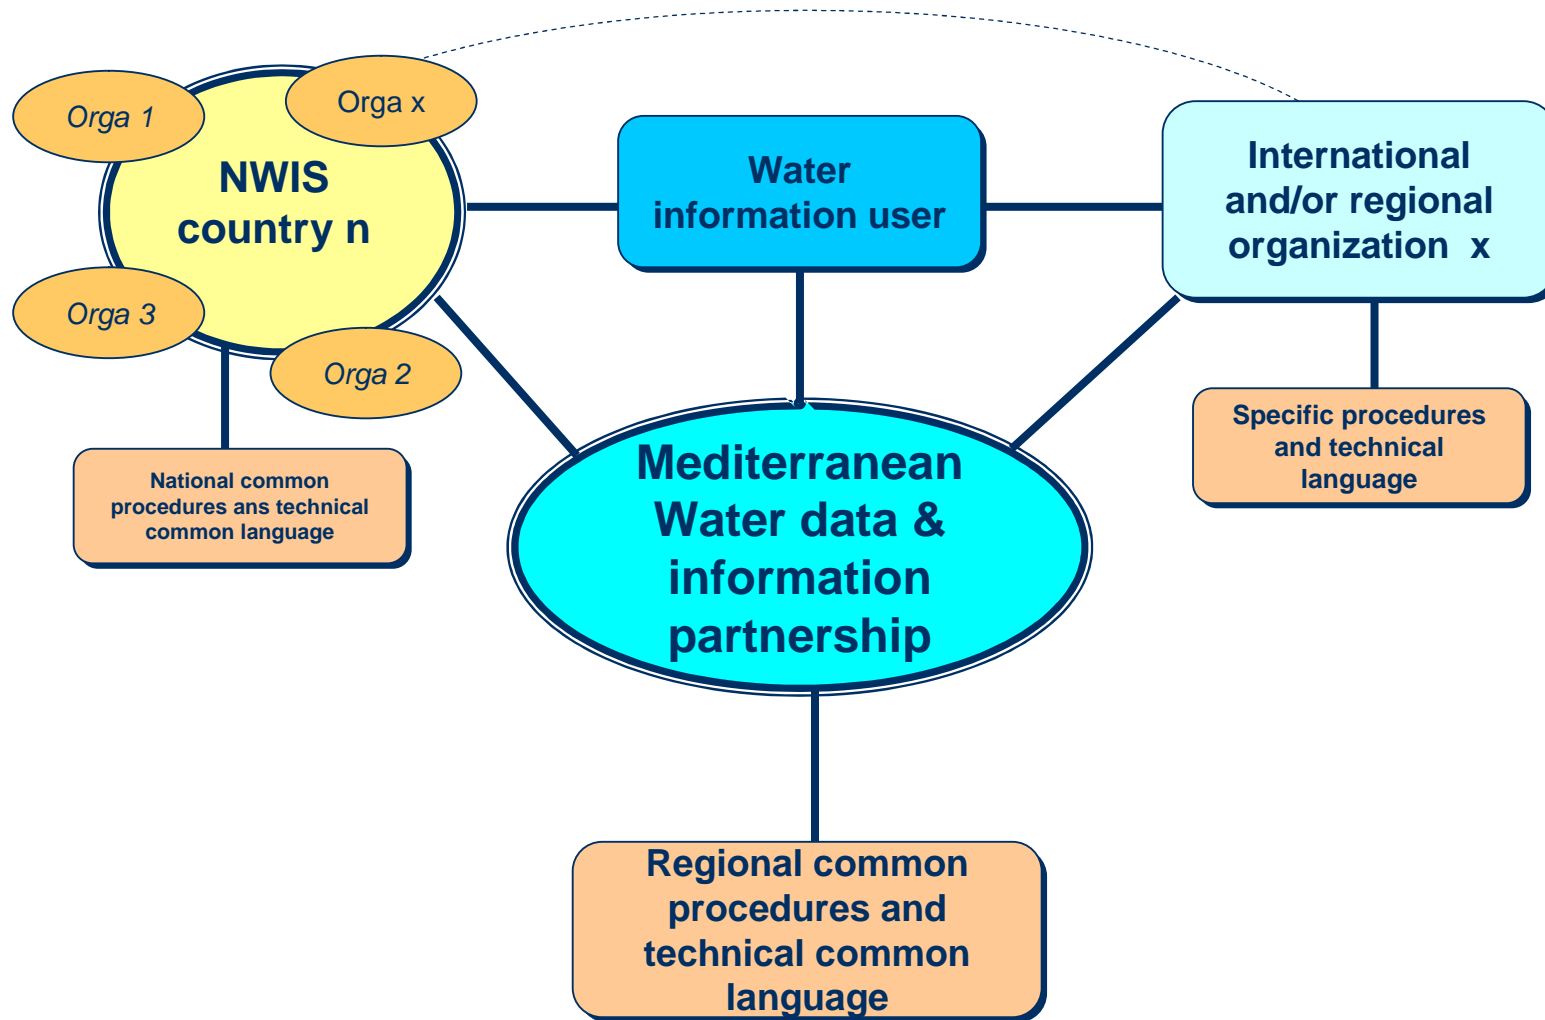 Orga 1
Orga x
NWIS
country n
Orga 3
Orga 2
Water
information user
International
and/or regional
organization x
National common
procedures ans technical
common language
Specific procedures
and technical
language
Mediterranean
Water data &
information
partnership
Regional common
procedures and
technical common
language